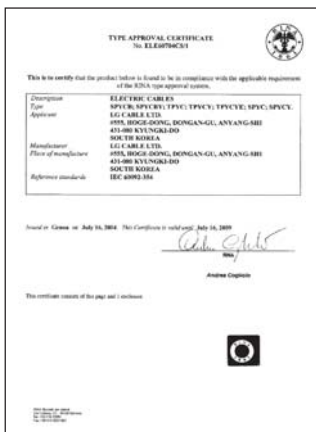 TYPE APPROVAL CERTIFICATE
No. ELE60704CS/1
This is to certify that the product below is found to be in compliance with the applicable requirement
of the RINA type approval system.
Description ELECTRIC CABLES
Type SPYCB; SPYCBY; TPYC; TPYCY; TPYCYE; SPYC; SPYCY.
Applicant LG CABLE LTD.
#555, HOGE-DONG, DONGAN-GU, ANYANG-SHI
431-080 KYUNGKI-DO
SOUTH KOREA
Manufacturer LG CABLE LTD.
Place of manufacture #555, HOGE-DONG, DONGAN-GU, ANYANG-SHI
431-080 KYUNGKI-DO
SOUTH KOREA
Reference standards IEC 60092-354
Issued in Genoa on July 16, 2004 This Certificate is valid until July 16, 2009
RINA
Andrea Cogliolo
This certificate consists of this page and 1 enclosure